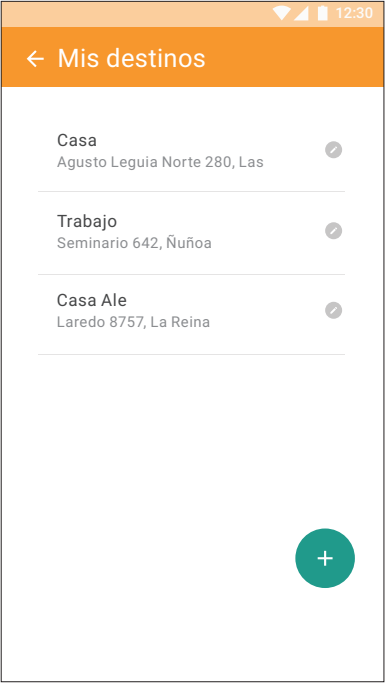 12:30
Mis destinos
Casa
Agusto Leguia Norte 280, Las
Trabajo
Seminario 642, Ñuñoa
Casa Ale
Laredo 8757, La Reina